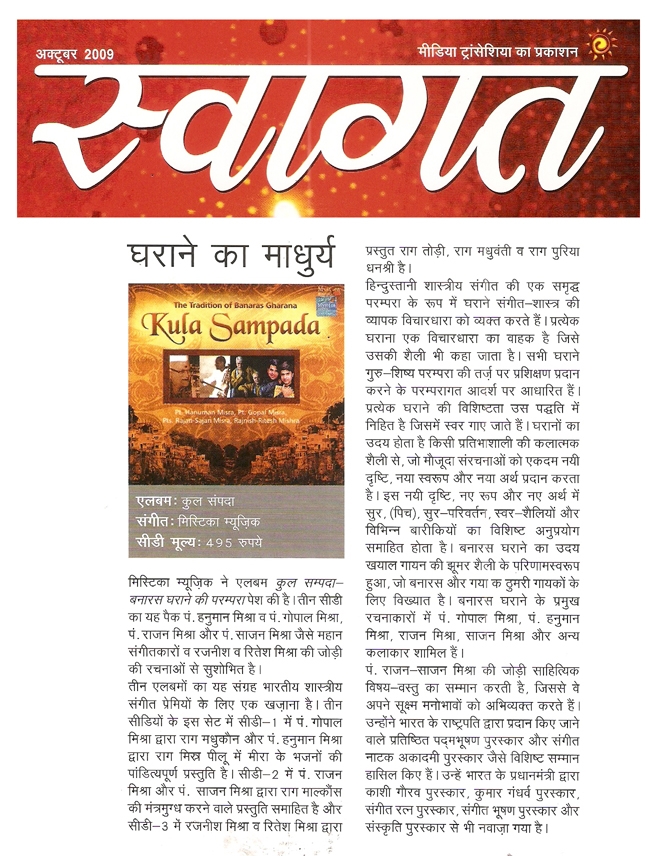 अक्टूबर 2009
मीडिया ट्रांसेशिया का प्रकाशन
स्वागत
घराने का माधुर्य
The Tradition of Banaras Gharana
Kula Sampada
Pt. Hanuman Misra, Pt. Gopal Misra,
Pts. Rajan-Sajan Misra, Rajnish-Ritesh Mishra
एलबम: कुल संपदा
संगीत: मिस्टिका म्यूज़िक
सीडी मूल्य: 495 रुपये
मिस्टिका म्यूज़िक ने एलबम कुल सम्पदा–
बनारस घराने की परम्परा पेश की है। तीन सीडी
का यह पैक पं. हनुमान मिश्रा व पं. गोपाल मिश्रा,
पं. राजन मिश्रा और पं. साजन मिश्रा जैसे महान
संगीतकारों व रजनीश व रितेश मिश्रा की जोड़ी
की रचनाओं से सुशोभित है।
तीन एलबमों का यह संग्रह भारतीय शास्त्रीय
संगीत प्रेमियों के लिए एक खज़ाना है। तीन
सीडियों के इस सेट में सीडी–1 में पं. गोपाल
मिश्रा द्वारा राग मधुकौन और पं. हनुमान मिश्रा
द्वारा राग मिस्र पीलू में मीरा के भजनों की
पांडित्यपूर्ण प्रस्तुति है। सीडी–2 में पं. राजन
मिश्रा और पं. साजन मिश्रा द्वारा राग माल्कौंस
की मंत्रमुग्ध करने वाले प्रस्तुति समाहित है और
सीडी–3 में रजनीश मिश्रा व रितेश मिश्रा द्वारा
प्रस्तुत राग तोड़ी, राग मधुवंती व राग पुरिया
धनश्री है।
हिन्दुस्तानी शास्त्रीय संगीत की एक समृद्ध
परम्परा के रूप में घराने संगीत–शास्त्र की
व्यापक विचारधारा को व्यक्त करते हैं। प्रत्येक
घराना एक विचारधारा का वाहक है जिसे
उसकी शैली भी कहा जाता है। सभी घराने
गुरु–शिष्य परम्परा की तर्ज़ पर प्रशिक्षण प्रदान
करने के परम्परागत आदर्श पर आधारित हैं।
प्रत्येक घराने की विशिष्टता उस पद्धति में
निहित है जिसमें स्वर गाए जाते हैं। घरानों का
उदय होता है किसी प्रतिभाशाली की कलात्मक
शैली से, जो मौजूदा संरचनाओं को एकदम नयी
दृष्टि, नया स्वरूप और नया अर्थ प्रदान करता
है। इस नयी दृष्टि, नए रूप और नए अर्थ में
सुर, (पिच), सुर–परिवर्तन, स्वर–शैलियों और
विभिन्न बारीकियों का विशिष्ट अनुप्रयोग
समाहित होता है। बनारस घराने का उदय
खयाल गायन की झूमर शैली के परिणामस्वरूप
हुआ, जो बनारस और गया क ठुमरी गायकों के
लिए विख्यात है। बनारस घराने के प्रमुख
रचनाकारों में पं. गोपाल मिश्रा, पं. हनुमान
मिश्रा, राजन मिश्रा, साजन मिश्रा और अन्य
कलाकार शामिल हैं।
पं. राजन–साजन मिश्रा की जोड़ी साहित्यिक
विषय–वस्तु का सम्मान करती है, जिससे वे
अपने सूक्ष्म मनोभावों को अभिव्यक्त करते हैं।
उन्होंने भारत के राष्ट्रपति द्वारा प्रदान किए जाने
वाले प्रतिष्ठित पद्मभूषण पुरस्कार और संगीत
नाटक अकादमी पुरस्कार जैसे विशिष्ट सम्मान
हासिल किए हैं। उन्हें भारत के प्रधानमंत्री द्वारा
काशी गौरव पुरस्कार, कुमार गंधर्व पुरस्कार,
संगीत रत्न पुरस्कार, संगीत भूषण पुरस्कार और
संस्कृति पुरस्कार से भी नवाज़ा गया है।